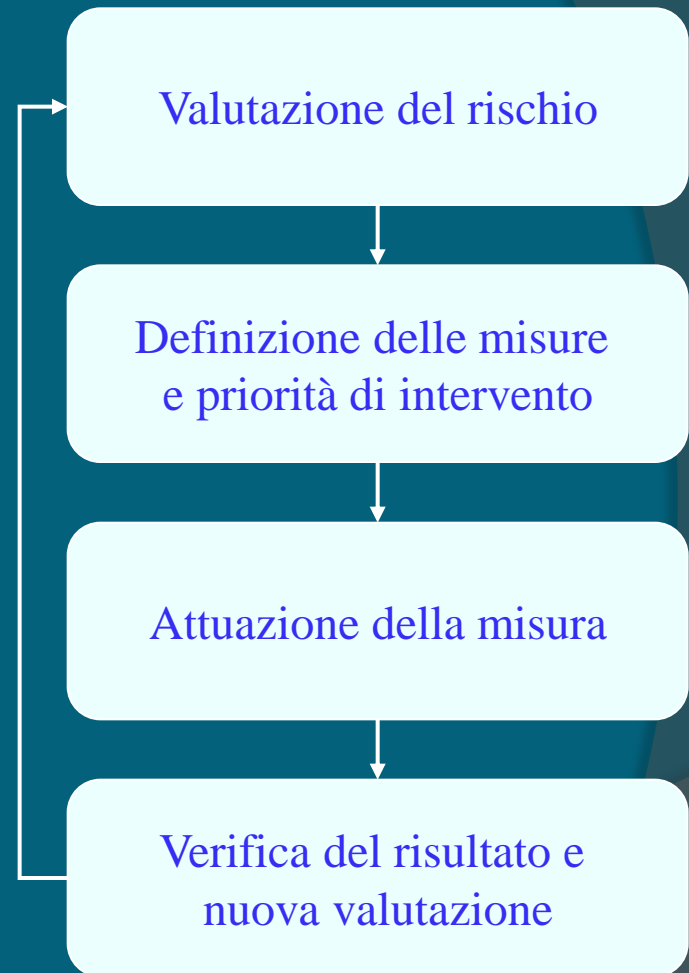 Valutazione del rischio
Definizione delle misure
e priorità di intervento
Attuazione della misura
Verifica del risultato e
nuova valutazione